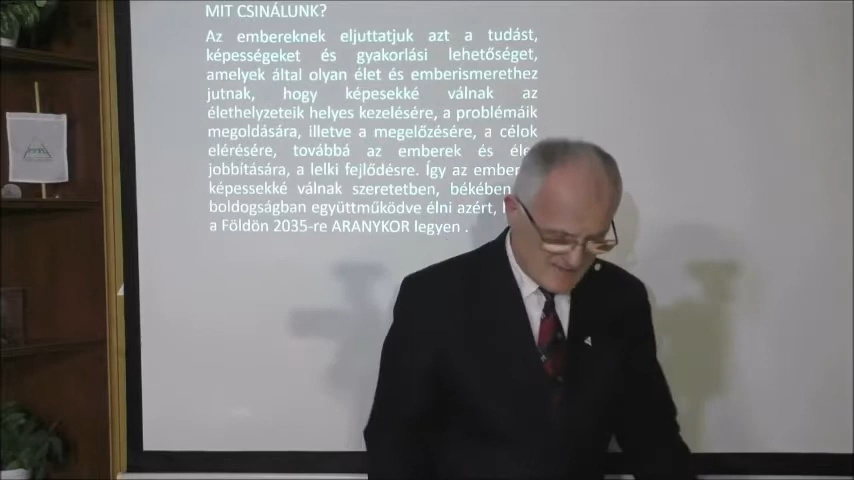 MIT CSINÁLUNK?
Az embereknek eljuttatjuk azt a tudást,
képességeket és gyakorlási lehetőséget,
amelyek által olyan élet és emberismerethez
jutnak, hogy képesekké válnak az
élethelyzeteik helyes kezelésére, a problémáik
megoldására, illetve a megelőzésére, a célok
elérésére, továbbá az emberek és
jobbítására, a lelki fejlődésre. Így az
képessekké válnak szeretetben,
boldogságban együttműködve élni azért,
a Földön 2035-re ARANYKOR legyen .